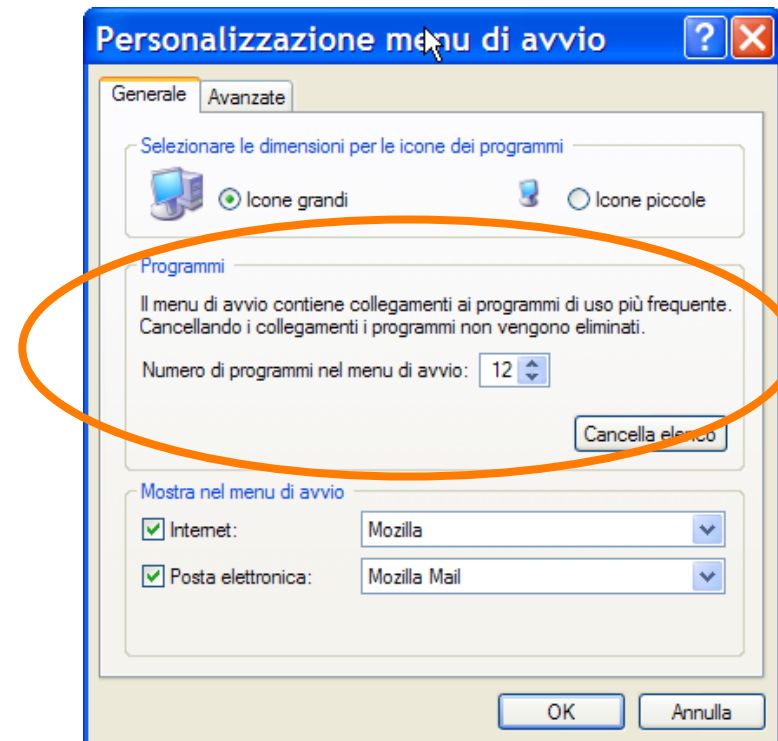 Personalizzazione menu di avvio
Generale Avanzate
Selezionare le dimensioni per le icone dei programmi
Icone grandi Icone piccole
Programmi
Il menu di avvio contiene collegamenti ai programmi di uso più frequente.
Cancellando i collegamenti i programmi non vengono eliminati.
Numero di programmi nel menu di avvio: 12
Cancella elenco
Mostra nel menu di avvio
Internet: Mozilla
Posta elettronica: Mozilla Mail
OK Annulla